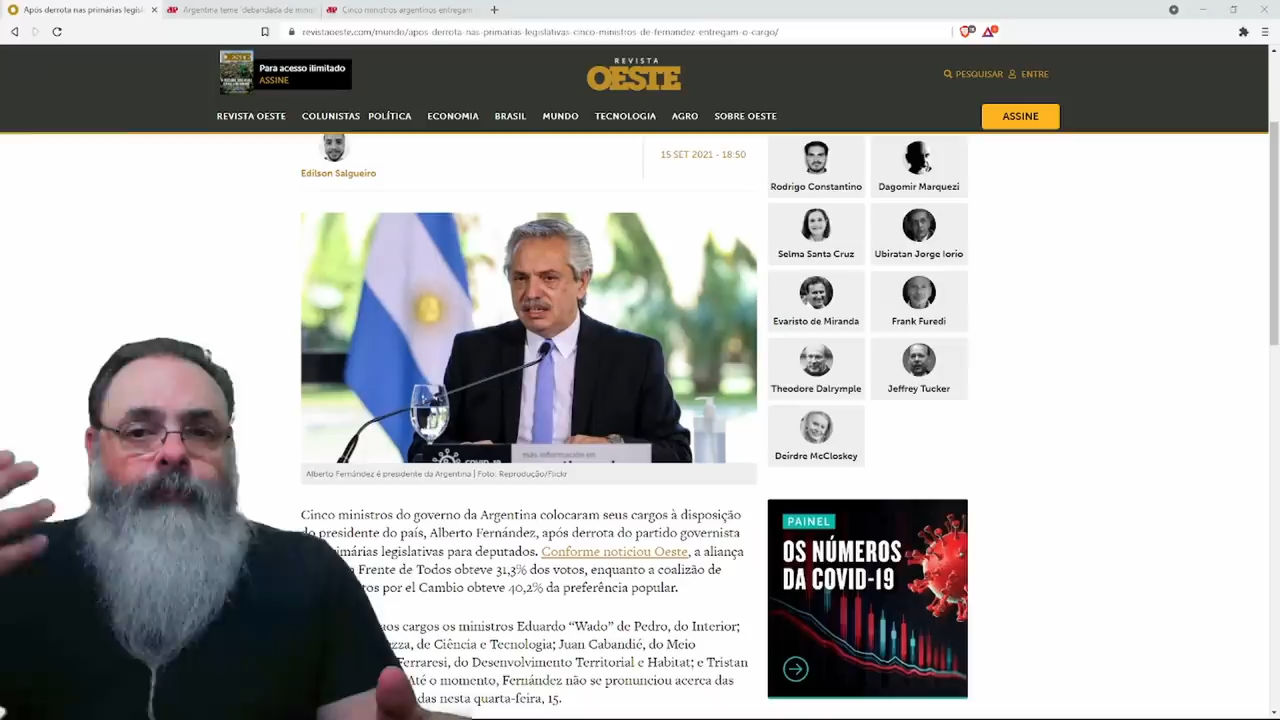 Após derrota nas primárias legisl
Argentina teme 'debandada de minis
Cinco ministros argentinos entregam
revistaoeste.com/mundo/apos-derrota-nas-primarias-legislativas-cinco-ministros-de-fernandez-entregam-o-cargo/
Para acesso ilimitado
ASSINE
REVISTA
OESTE
PESQUISAR
ENTRE
REVISTA OESTE
COLUNISTAS
POLÍTICA
ECONOMIA
BRASIL
MUNDO
TECNOLOGIA
AGRO
SOBRE OESTE
ASSINE
Edilson Salgueiro
15 SET 2021 - 18:50
Rodrigo Constantino
Dagomir Marquezi
Selma Santa Cruz
Ubiratan Jorge Iorio
Evaristo de Miranda
Frank Furedi
Theodore Dalrymple
Jeffrey Tucker
Deirdre McCloskey
más información en
Alberto Fernández é presidente da Argentina | Foto: Reprodução/Flickr
Cinco ministros do governo da Argentina colocaram seus cargos à disposição
do presidente do país, Alberto Fernández, após derrota do partido governista
primárias legislativas para deputados. Conforme noticiou Oeste, a aliança
Frente de Todos obteve 31,3% dos votos, enquanto a coalizão de
por el Cambio obteve 40,2% da preferência popular.
cargos os ministros Eduardo “Wado” de Pedro, do Interior;
de Ciência e Tecnologia; Juan Cabandié, do Meio
Ferraresi, do Desenvolvimento Territorial e Habitat; e Tristan
Até o momento, Fernández não se pronunciou acerca das
nesta quarta-feira, 15.
PAINEL
OS NÚMEROS
DA COVID-19